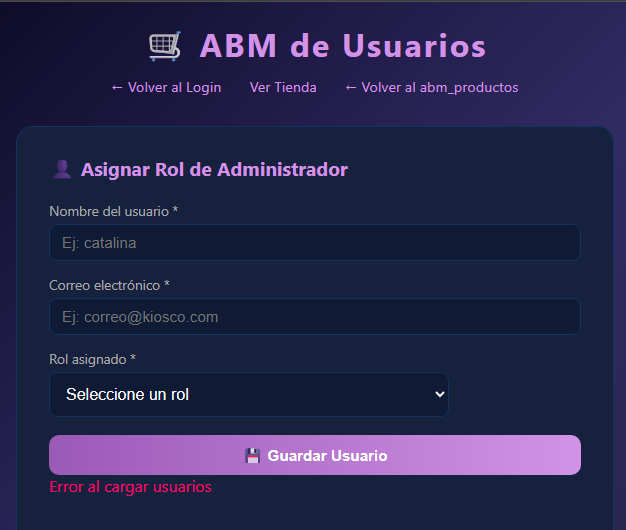 ABM de Usuarios
← Volver al Login Ver Tienda ← Volver al abm_productos
Asignar Rol de Administrador
Nombre del usuario *
Ej: catalina
Correo electrónico *
Ej: correo@kiosco.com
Rol asignado *
Seleccione un rol
Guardar Usuario
Error al cargar usuarios